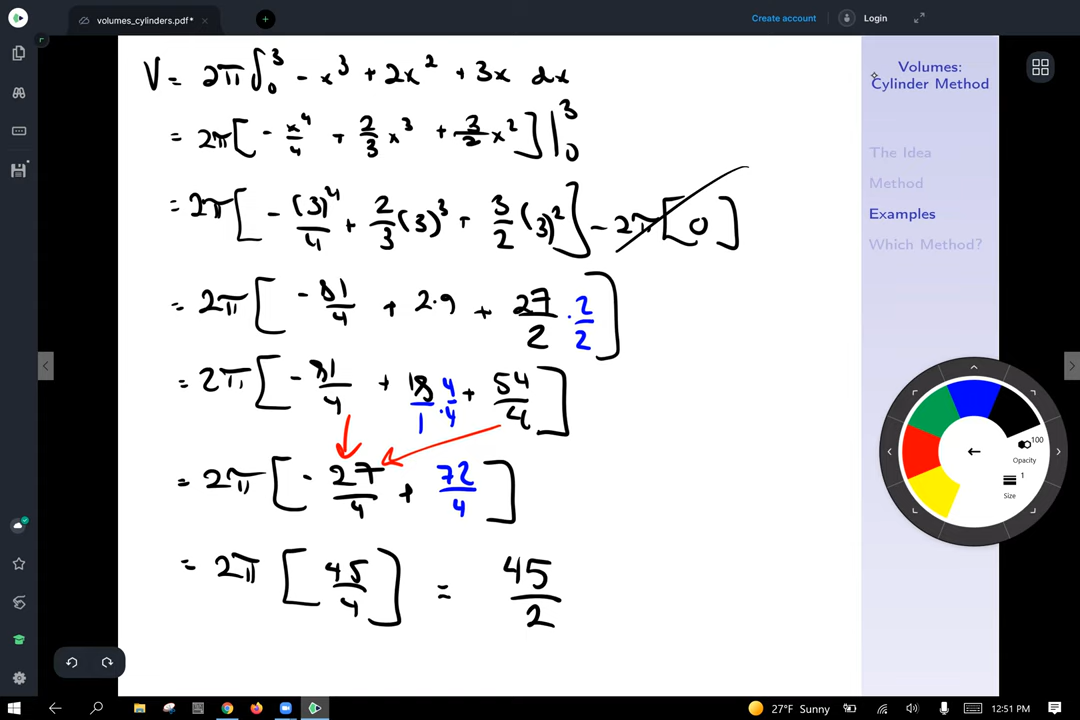 volumes_cylinders.pdf*
Create account
Login
V = 2π ∫₀³ - x³ + 2x² + 3x dx
= 2π [ - x⁴/4 + 2/3 x³ + 3/2 x² ] |₀³
= 2π [ - (3)⁴/4 + 2/3 (3)³ + 3/2 (3)² ] - 2π [ 0 ]
= 2π [ - 81/4 + 2·9 + 27/2 · 2/2 ]
= 2π [ - 81/4 + 18/1 · 4/4 + 54/4 ]
= 2π [ - 27/4 + 72/4 ]
= 2π [ 45/4 ] = 45/2
Volumes:
Cylinder Method
The Idea
Method
Examples
Which Method?
100
Opacity
1
Size
27°F Sunny
12:51 PM